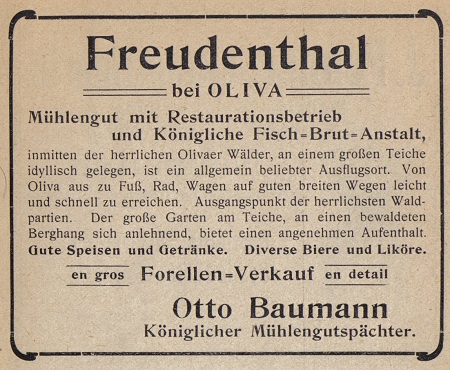 Freudenthal
bei OLIVA
Mühlengut mit Restaurationsbetrieb
und Königliche Fisch=Brut=Anstalt,
inmitten der herrlichen Olivaer Wälder, an einem großen Teiche
idyllisch gelegen, ist ein allgemein beliebter Ausflugsort. Von
Oliva aus zu Fuß, Rad, Wagen auf guten breiten Wegen leicht
und schnell zu erreichen. Ausgangspunkt der herrlichsten Wald-
partien. Der große Garten am Teiche, an einen bewaldeten
Berghang sich anlehnend, bietet einen angenehmen Aufenthalt.
Gute Speisen und Getränke. Diverse Biere und Liköre.
en gros Forellen=Verkauf en detail
Otto Baumann
Königlicher Mühlengutspächter.